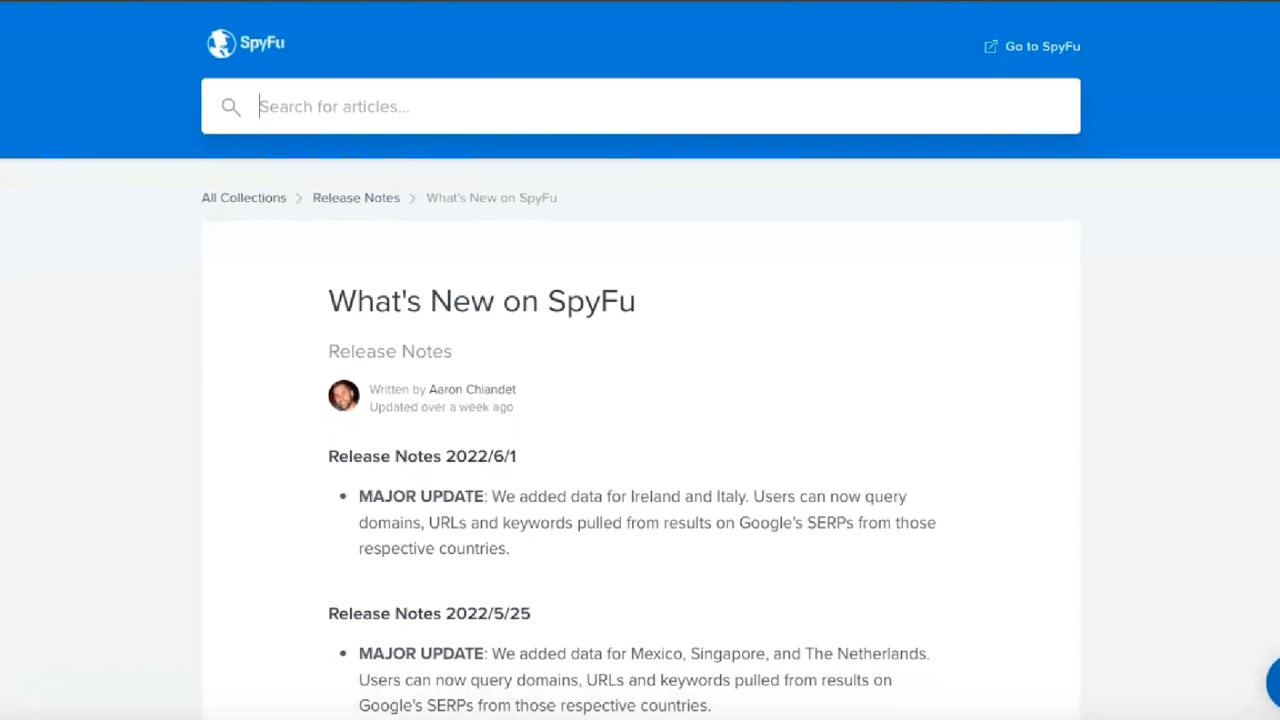 SpyFu
Go to SpyFu
Search for articles...
All Collections > Release Notes > What's New on SpyFu
What's New on SpyFu
Release Notes
Written by Aaron Chiandet
Updated over a week ago
Release Notes 2022/6/1
• MAJOR UPDATE: We added data for Ireland and Italy. Users can now query
domains, URLs and keywords pulled from results on Google's SERPs from those
respective countries.
Release Notes 2022/5/25
• MAJOR UPDATE: We added data for Mexico, Singapore, and The Netherlands.
Users can now query domains, URLs and keywords pulled from results on
Google's SERPs from those respective countries.